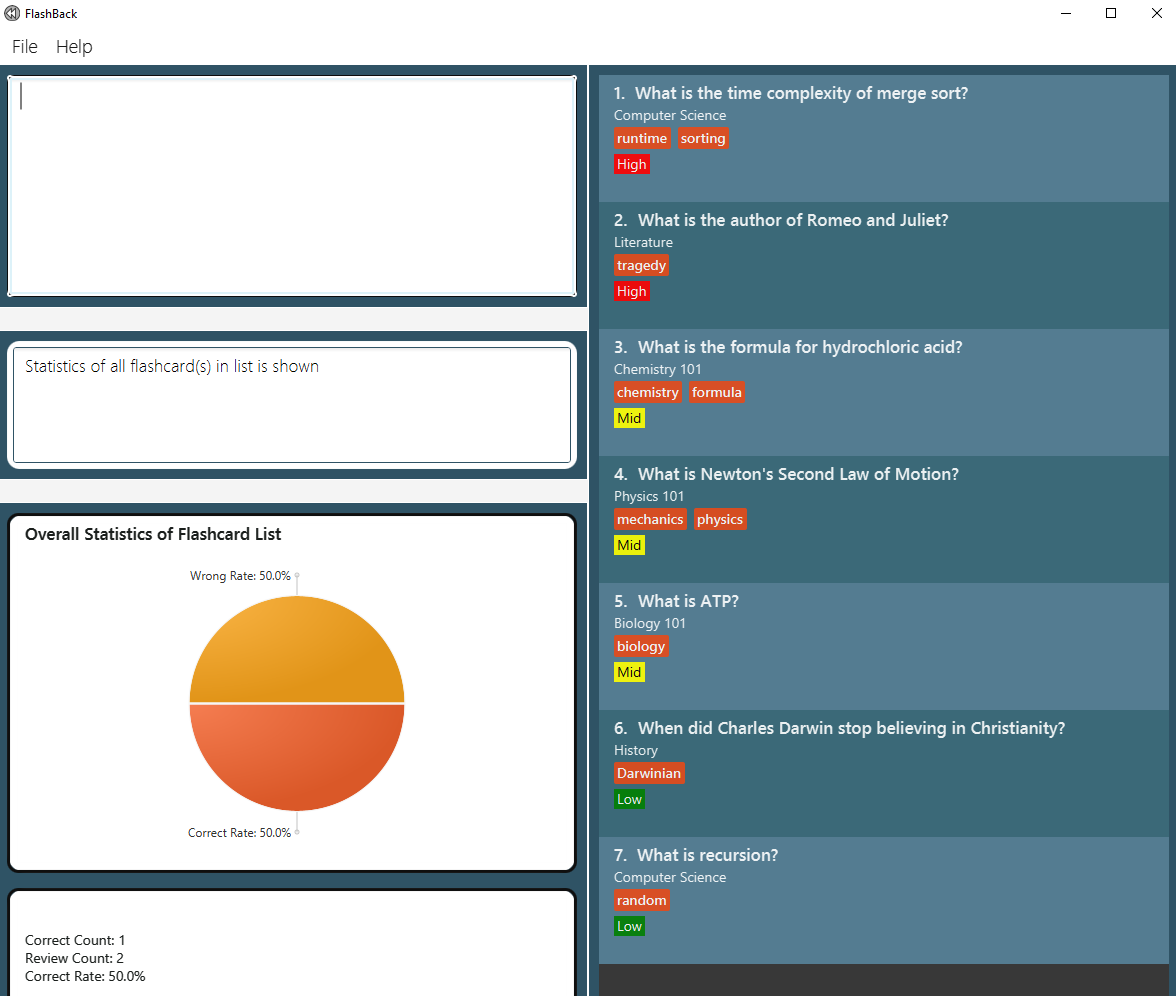 FlashBack
File Help
Statistics of all flashcard(s) in list is shown
Overall Statistics of Flashcard List
Wrong Rate: 50.0%
Correct Rate: 50.0%
Correct Count: 1
Review Count: 2
Correct Rate: 50.0%
1. What is the time complexity of merge sort?
Computer Science
runtime sorting
High
2. What is the author of Romeo and Juliet?
Literature
tragedy
High
3. What is the formula for hydrochloric acid?
Chemistry 101
chemistry formula
Mid
4. What is Newton's Second Law of Motion?
Physics 101
mechanics physics
Mid
5. What is ATP?
Biology 101
biology
Mid
6. When did Charles Darwin stop believing in Christianity?
History
Darwinian
Low
7. What is recursion?
Computer Science
random
Low